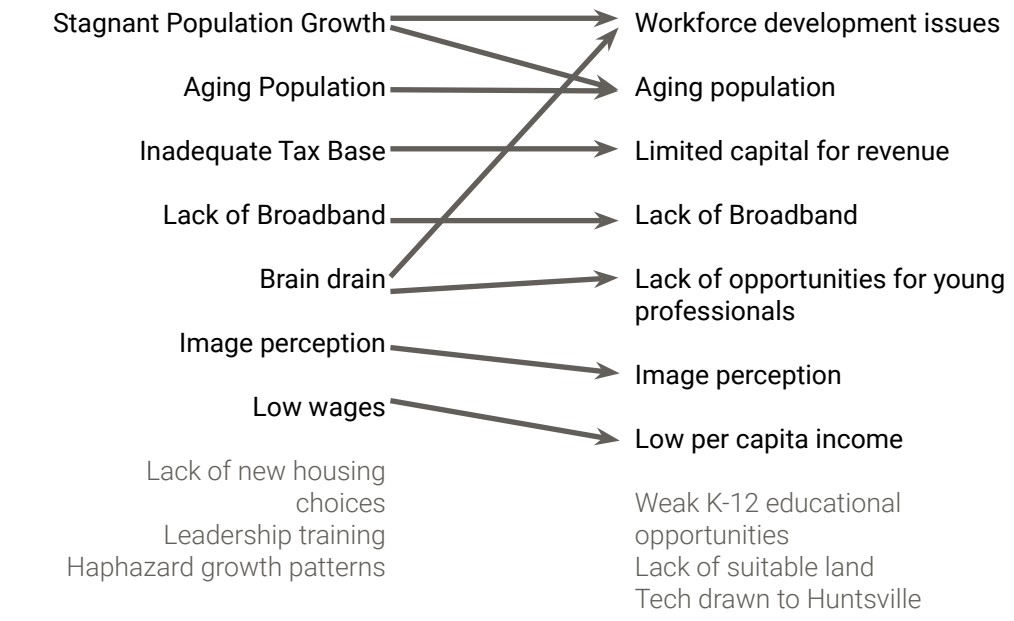 Stagnant Population Growth
Aging Population
Inadequate Tax Base
Lack of Broadband
Brain drain
Image perception
Low wages
Lack of new housing
choices
Leadership training
Haphazard growth patterns
Workforce development issues
Aging population
Limited capital for revenue
Lack of Broadband
Lack of opportunities for young
professionals
Image perception
Low per capita income
Weak K-12 educational
opportunities
Lack of suitable land
Tech drawn to Huntsville